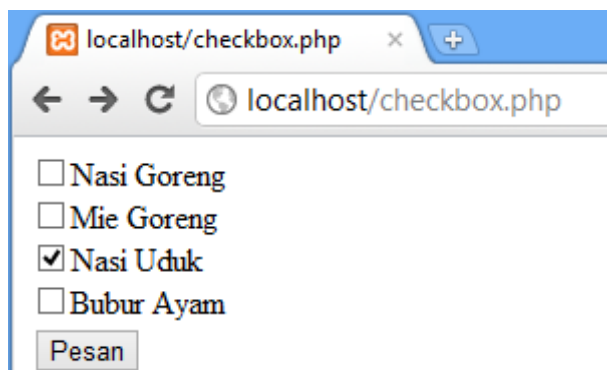 localhost/checkbox.php
localhost/checkbox.php
Nasi Goreng
Mie Goreng
Nasi Uduk
Bubur Ayam
Pesan